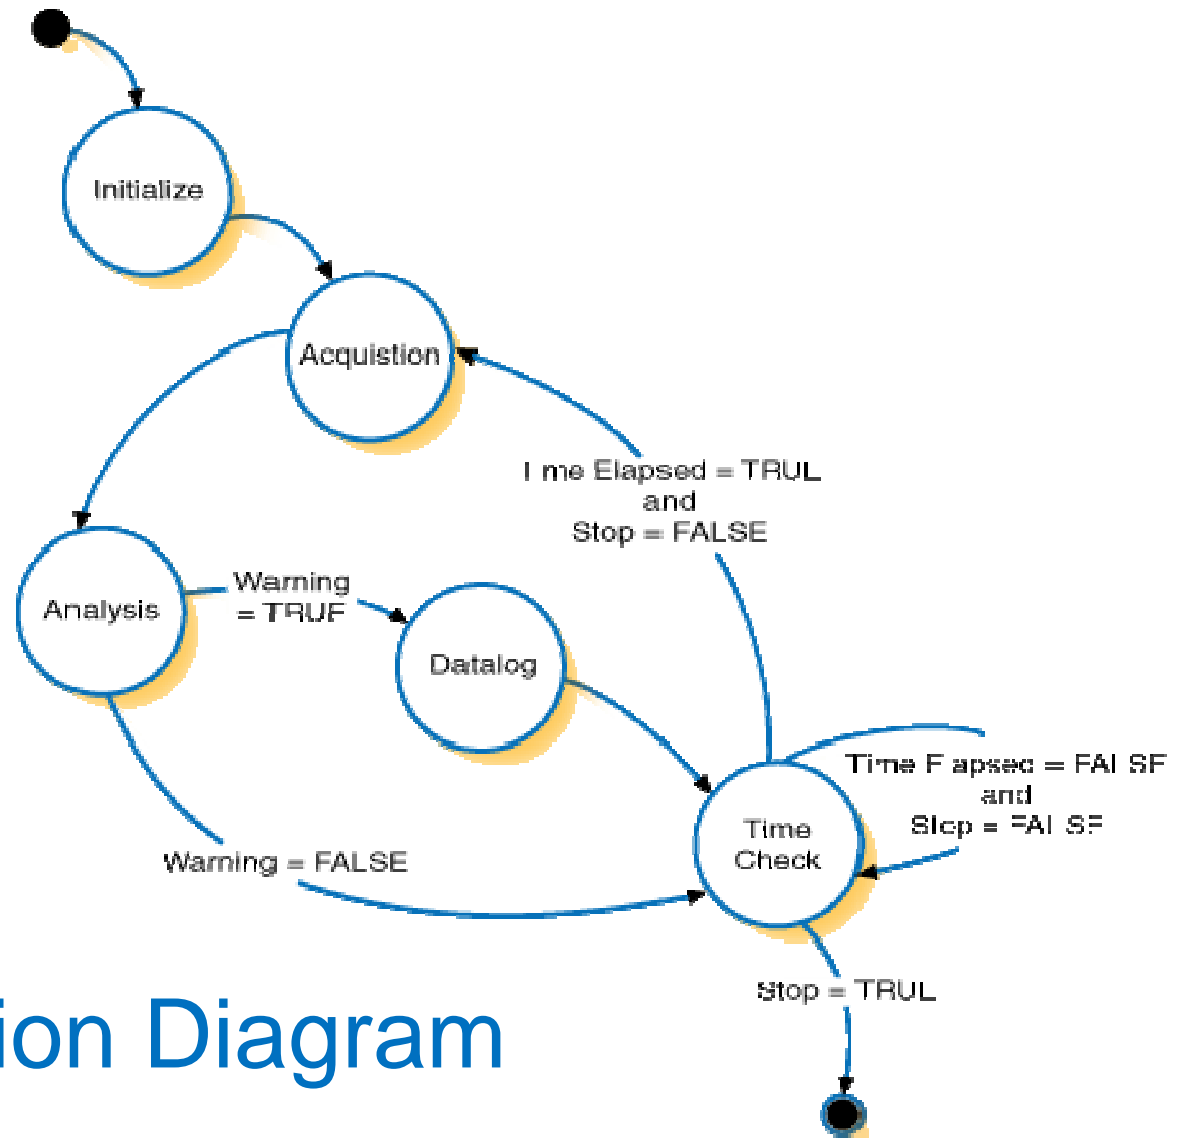 Initialize
Acquistion
Time Elapsed = TRUE
and
Stop = FALSE
Analysis
Warning
= TRUE
Datalog
Time Elapsed = FALSE
and
Stop = FALSE
Time
Check
Warning = FALSE
Stop = TRUE
ion Diagram